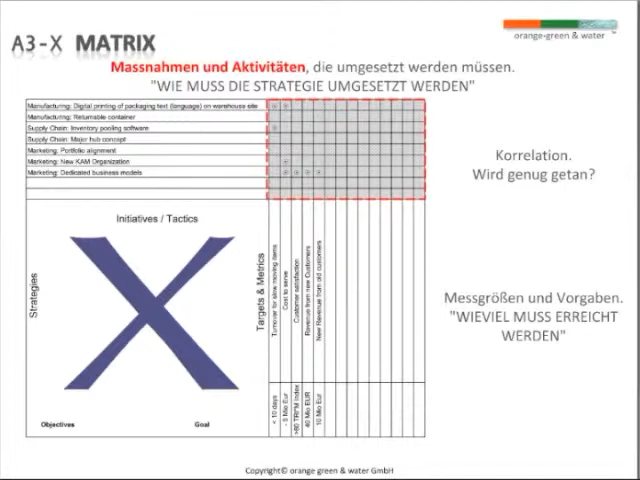 orange-green & water ™
A3-X MATRIX
Massnahmen und Aktivitäten, die umgesetzt werden müssen.
"WIE MUSS DIE STRATEGIE UMGESETZT WERDEN"
Manufacturing: Digital printing of packaging text (language) on warehouse site
Manufacturing: Returnable container
Supply Chain: Inventory pooling software
Supply Chain: Major hub concept
Marketing: Portfolio alignment
Marketing: New KAM Organization
Marketing: Dedicated business models
Korrelation.
Wird genug getan?
Initiatives / Tactics
Strategies
Targets & Metrics
Turnover for slow moving items
Cost to serve
Customer satisfaction
Revenue from new Customers
New Revenue from old customers
Messgrößen und Vorgaben.
"WIEVIEL MUSS ERREICHT
WERDEN"
< 10 days
- 5 Mio Eur
>80 TRI*M Index
40 Mio EUR
10 Mio Eur
Objectives
Goal
Copyright© orange green & water GmbH